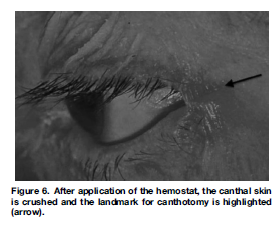 Figure 6. After application of the hemostat, the canthal skin
is crushed and the landmark for canthotomy is highlighted
(arrow).